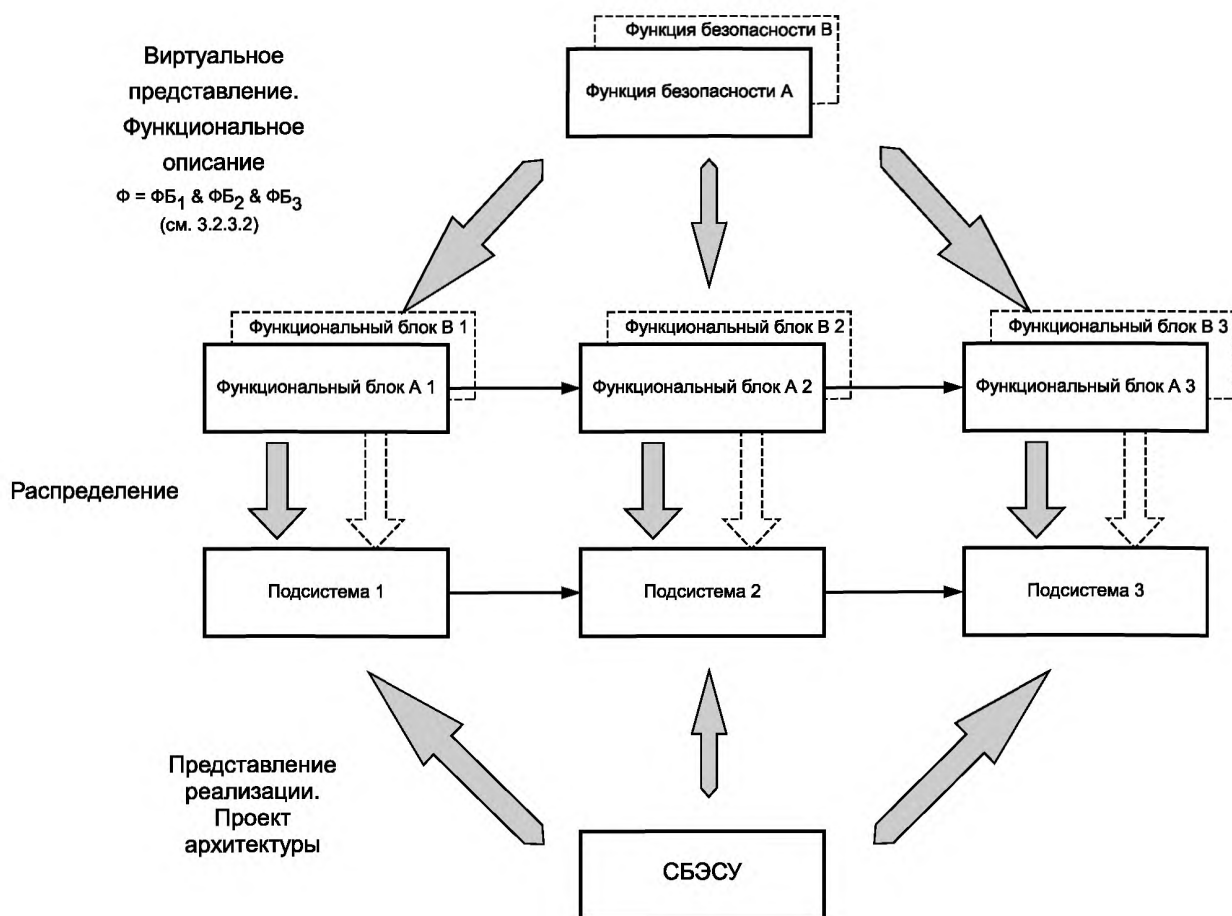 Функция безопасности B
Функция безопасности A
Виртуальное
представление.
Функциональное
описание
Ф = ФБ1 & ФБ2 & ФБ3
(см. 3.2.3.2)
Функциональный блок B 1
Функциональный блок B 2
Функциональный блок B 3
Функциональный блок A 1
Функциональный блок A 2
Функциональный блок A 3
Распределение
Подсистема 1
Подсистема 2
Подсистема 3
Представление
реализации.
Проект
архитектуры
СБЭСУ